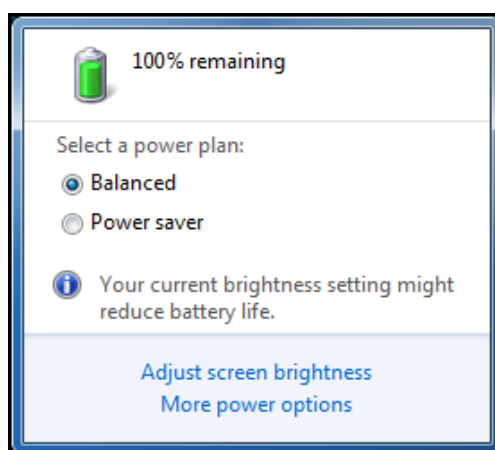 100% remaining
Select a power plan:
Balanced
Power saver
Your current brightness setting might
reduce battery life.
Adjust screen brightness
More power options